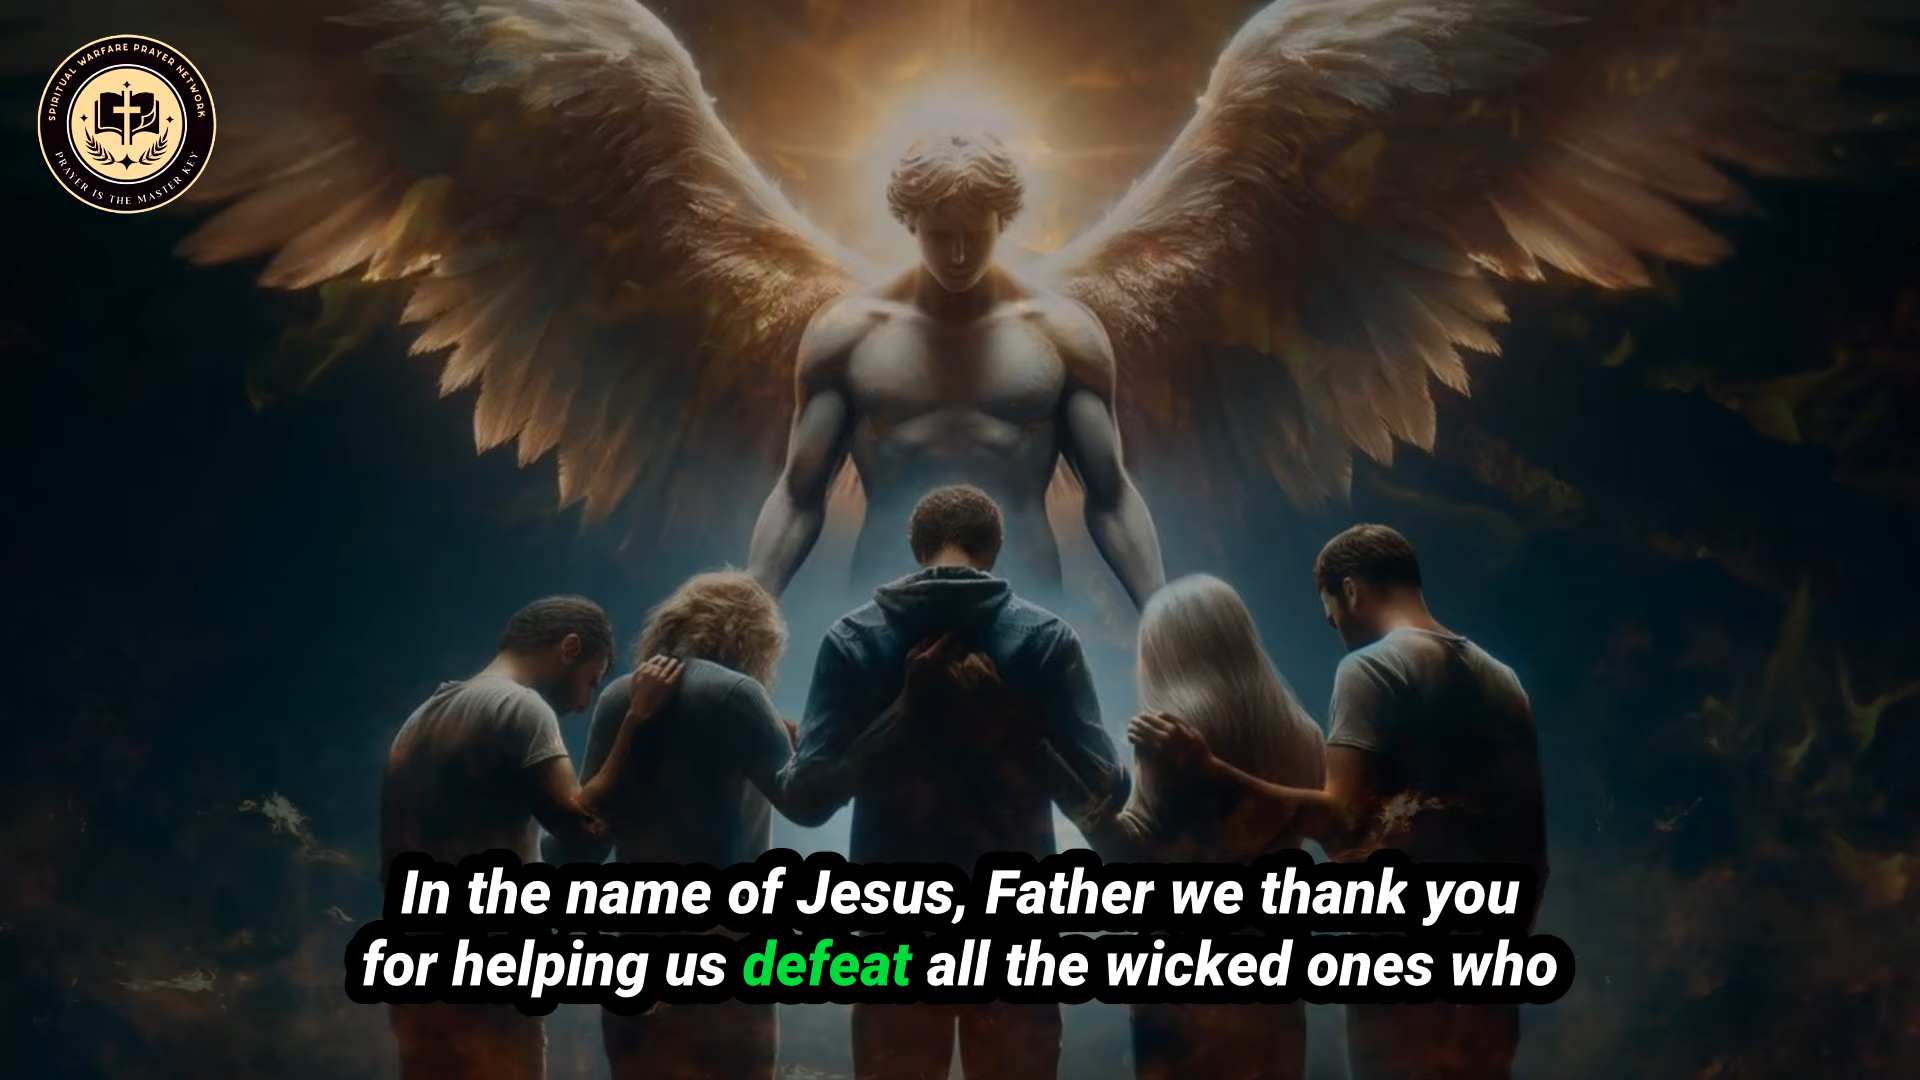 SPIRITUAL WARFARE PRAYER NETWORK
PRAYER IS THE MASTER KEY
In the name of Jesus, Father we thank you
for helping us defeat all the wicked ones who